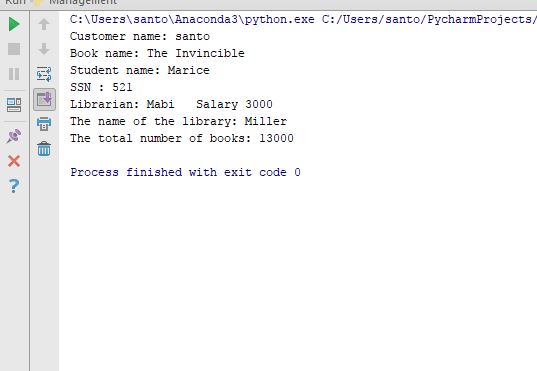 Run Management
C:\Users\santo\Anaconda3\python.exe C:/Users/santo/PycharmProjects/
Customer name: santo
Book name: The Invincible
Student name: Marice
SSN : 521
Librarian: Mabi   Salary 3000
The name of the library: Miller
The total number of books: 13000
Process finished with exit code 0